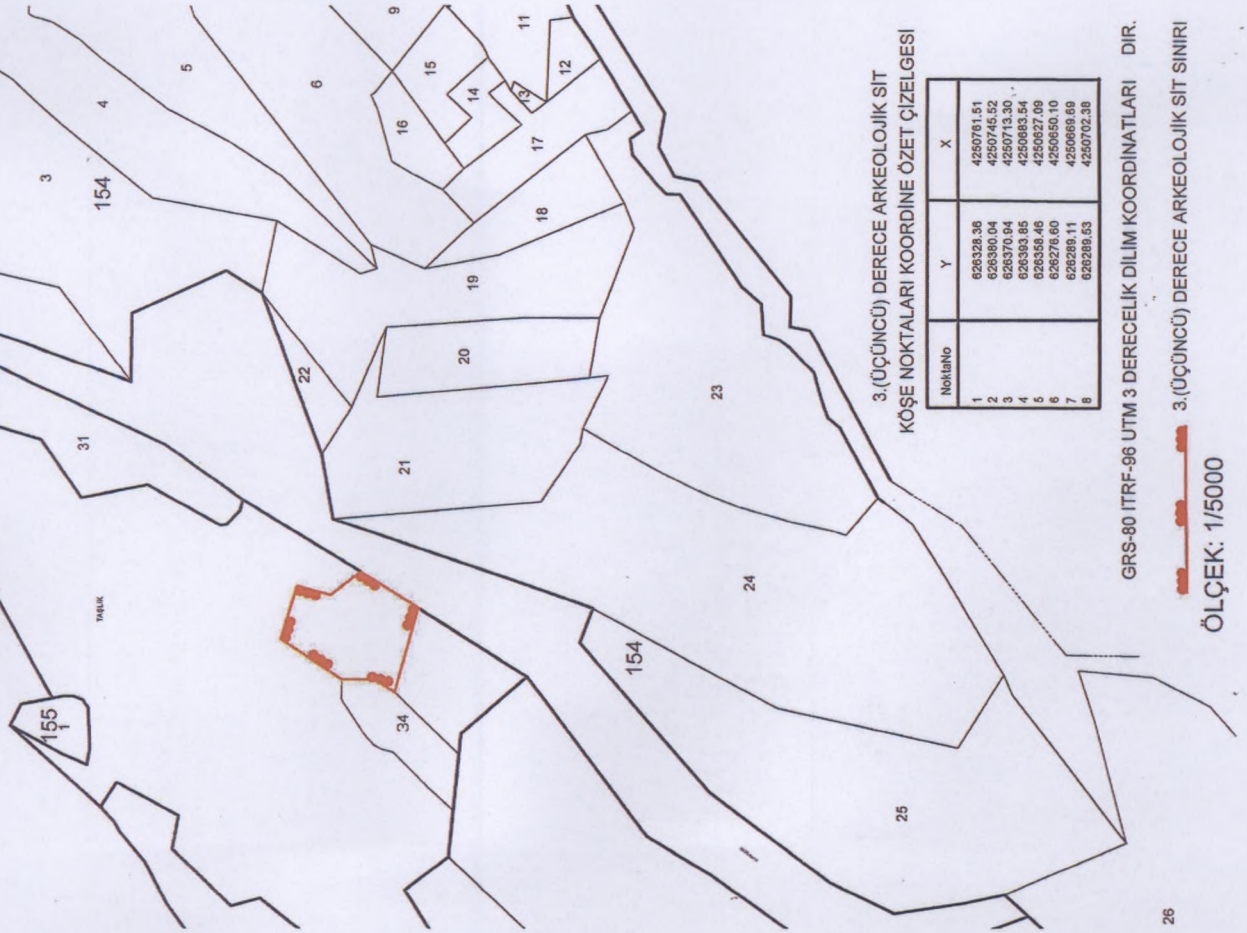 3
4
5
6
9
154
31
TAŞLIK
155
1
22
16
15
14
13
11
12
17
18
19
20
21
23
34
154
24
25
26
3.(ÜÇÜNCÜ) DERECE ARKEOLOJİK SİT
KÖŞE NOKTALARI KOORDİNE ÖZET ÇİZELGESİ
NoktaNo Y X
1 626328.36 4250761.51
2 626380.04 4250745.52
3 626370.94 4250713.30
4 626393.85 4250683.54
5 626358.46 4250627.09
6 626276.60 4250650.10
7 626289.11 4250669.69
8 626289.53 4250702.38
GRS-80 ITRF-96 UTM 3 DERECELİK DİLİM KOORDİNATLARI DIR.
3.(ÜÇÜNCÜ) DERECE ARKEOLOJİK SİT SINIRI
ÖLÇEK: 1/5000